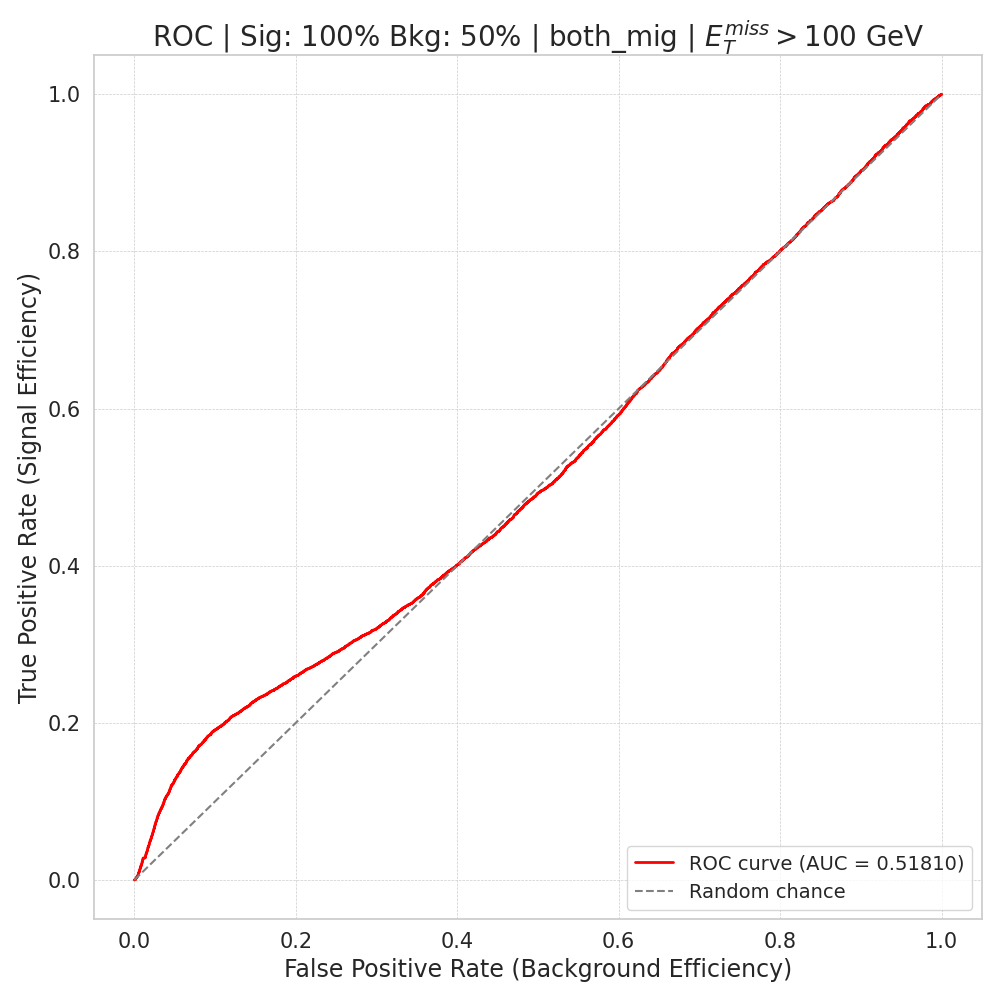 ROC | Sig: 100% Bkg: 50% | both_mig | $E_T^{miss} > 100$ GeV
1.0
0.8
0.6
0.4
0.2
0.0
True Positive Rate (Signal Efficiency)
ROC curve (AUC = 0.51810)
Random chance
0.0 0.2 0.4 0.6 0.8 1.0
False Positive Rate (Background Efficiency)